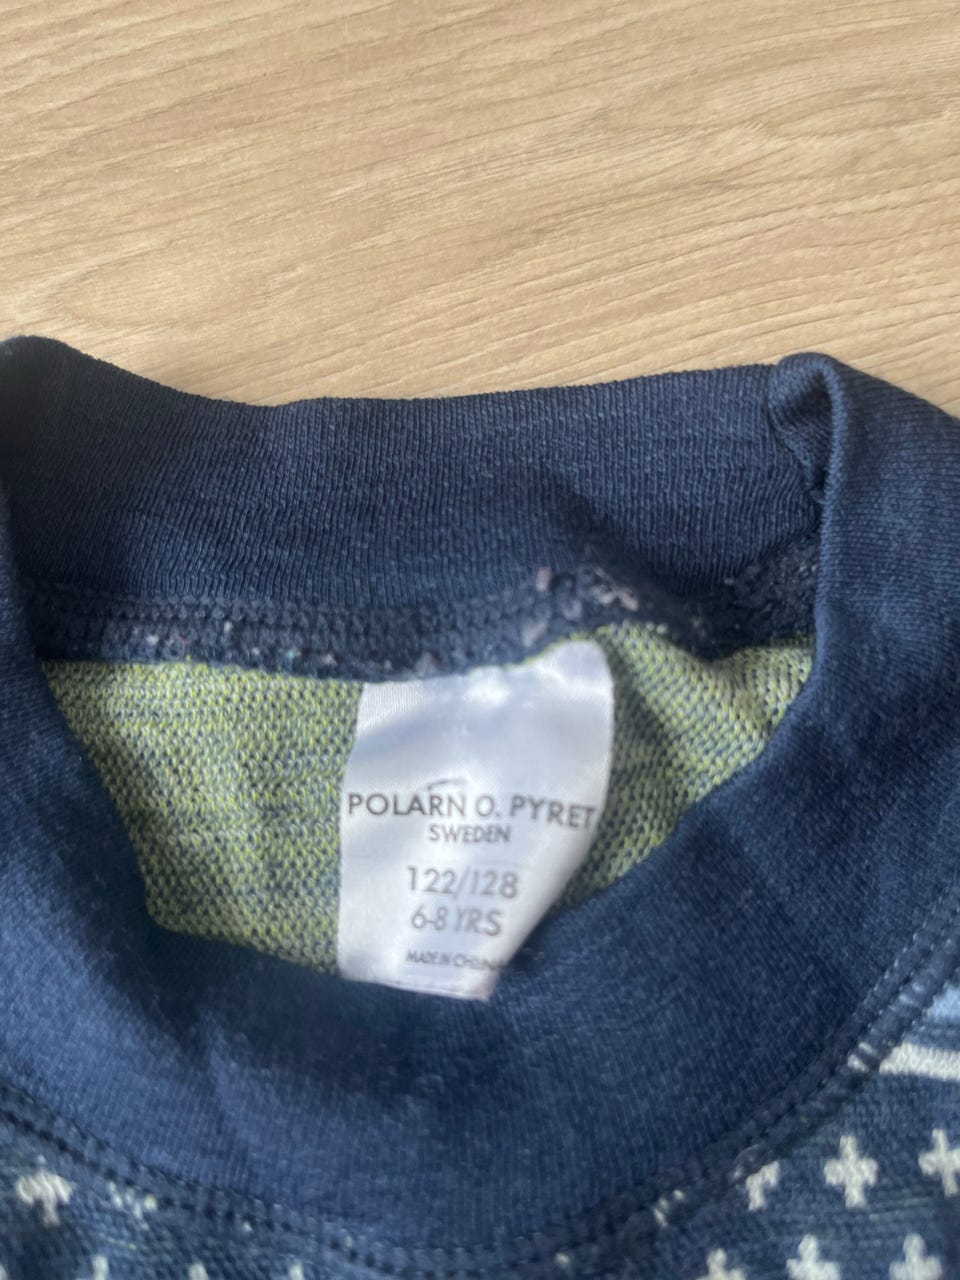 POLARN O. PYRET
SWEDEN
122/128
6-8 YRS
MADE IN CHINA